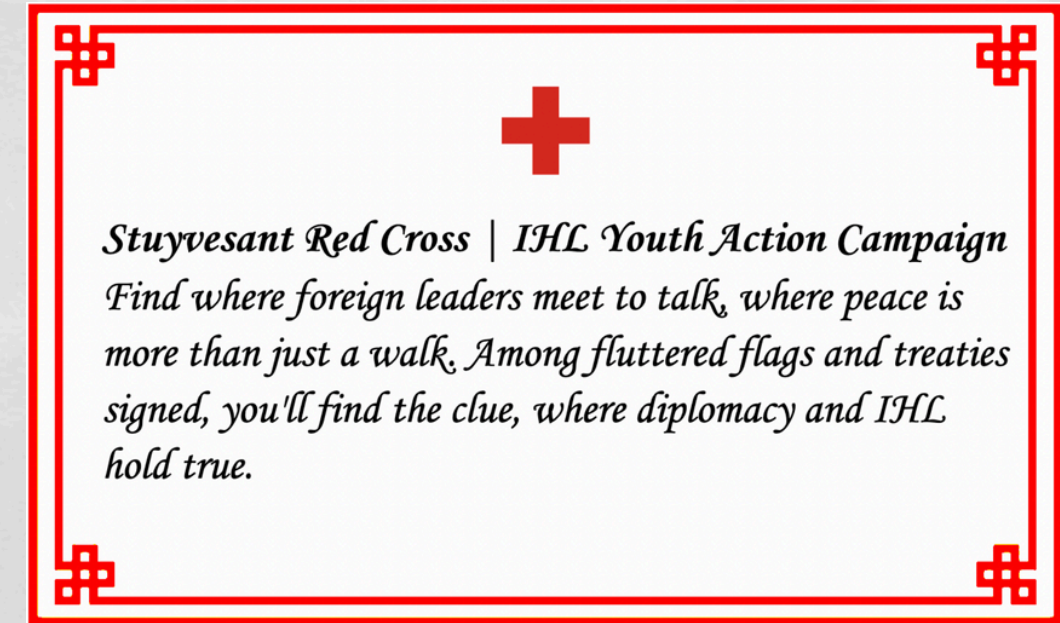 Stuyvesant Red Cross | IHL Youth Action Campaign
Find where foreign leaders meet to talk, where peace is
more than just a walk. Among fluttered flags and treaties
signed, you'll find the clue, where diplomacy and IHL
hold true.